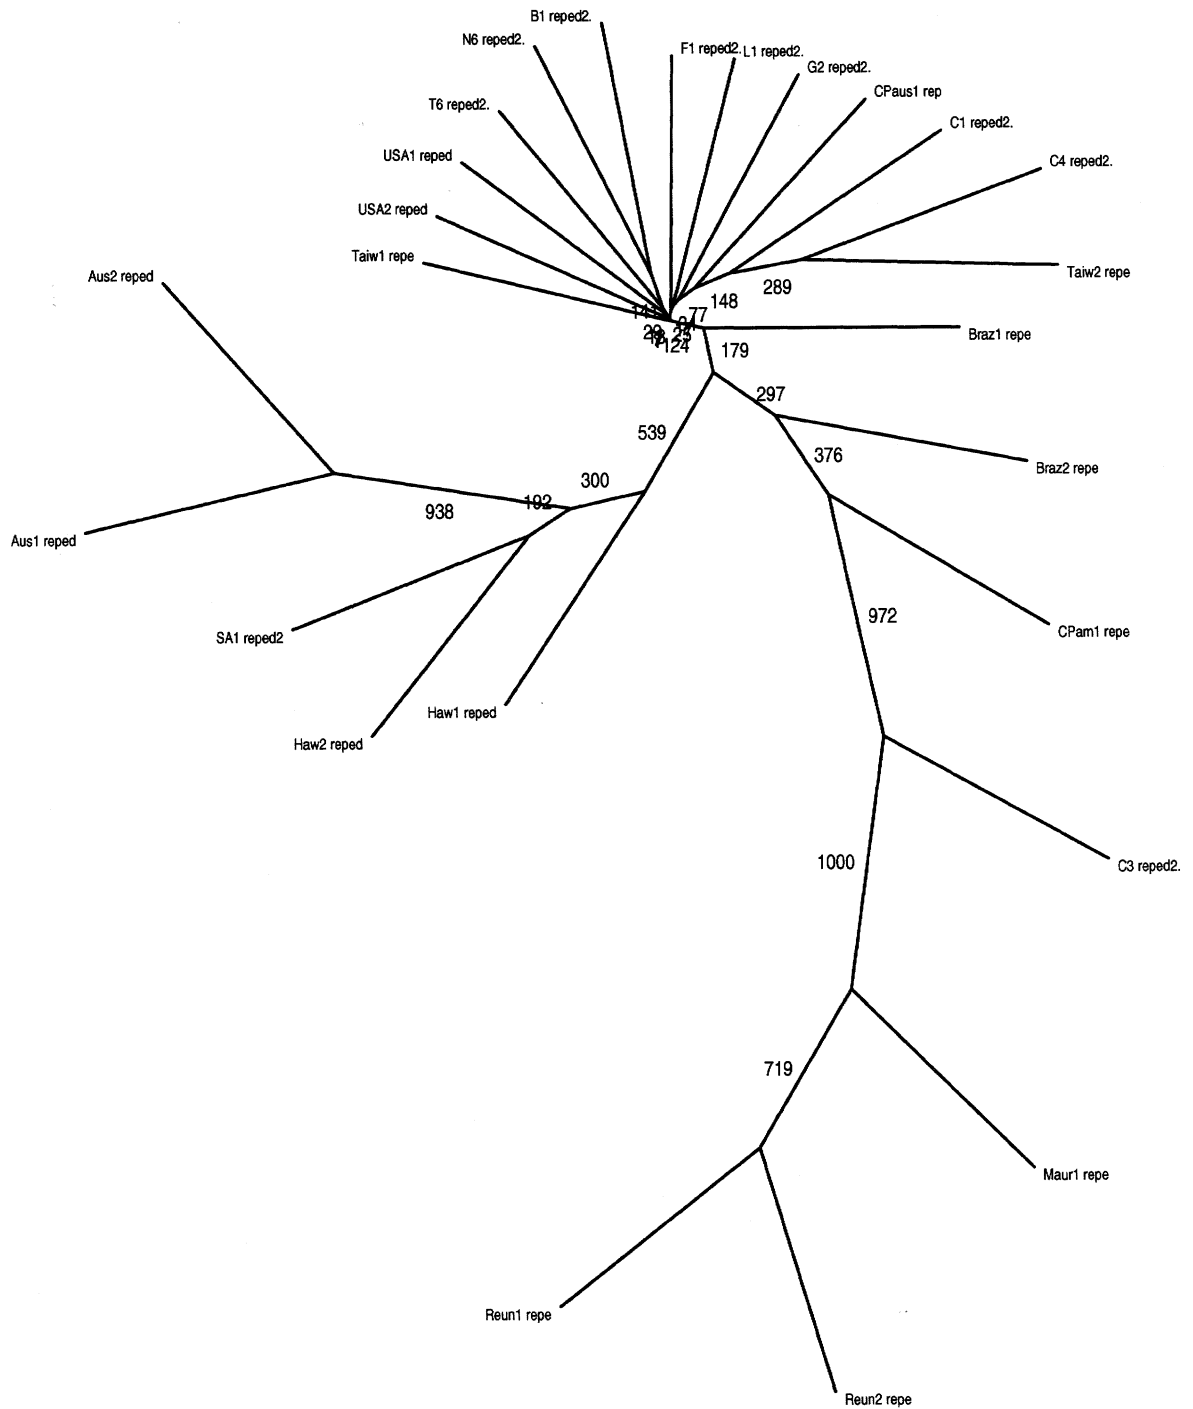 B1 reped2.
N6 reped2.
F1 reped2.
L1 reped2.
G2 reped2.
CPaus1 rep
T6 reped2.
C1 reped2.
USA1 reped
C4 reped2.
USA2 reped
Taiw1 repe
Taiw2 repe
Aus2 reped
289
148
77
141
124
Braz1 repe
179
297
539
376
Braz2 repe
300
192
938
Aus1 reped
972
CPam1 repe
SA1 reped2
Haw1 reped
Haw2 reped
1000
C3 reped2.
719
Maur1 repe
Reun1 repe
Reun2 repe